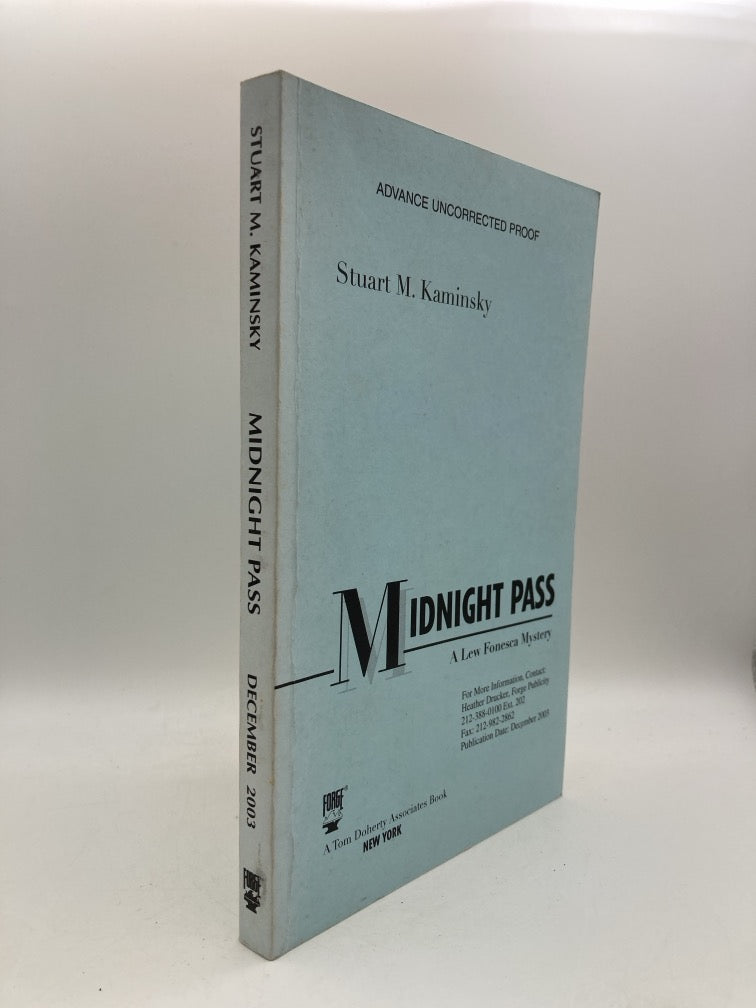 STUART M. KAMINSKY MIDNIGHT PASS DECEMBER 2003 FORGE
ADVANCE UNCORRECTED PROOF
Stuart M. Kaminsky
MIDNIGHT PASS
A Lew Fonesca Mystery
For More Information, Contact:
Heather Drucker, Forge Publicity
212-388-0100 Ext. 202
Fax: 212-982-2862
Publication Date: December 2003
FORGE®
A Tom Doherty Associates Book
NEW YORK